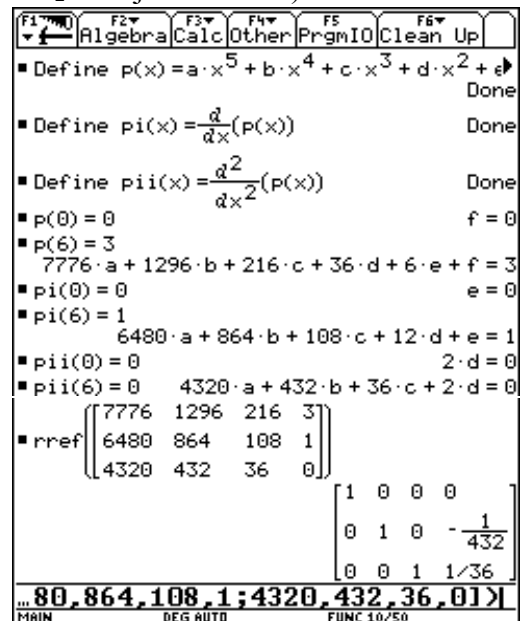 F1 F2 F3 F4 F5 F6
Algebra Calc Other PrgmIO Clean Up
▪ Define p(x) = a·x^5 + b·x^4 + c·x^3 + d·x^2 + e▶
Done
▪ Define pi(x) = d/dx(p(x)) Done
▪ Define pii(x) = d^2/dx^2(p(x)) Done
▪ p(0) = 0 f = 0
▪ p(6) = 3
7776·a + 1296·b + 216·c + 36·d + 6·e + f = 3
▪ pi(0) = 0 e = 0
▪ pi(6) = 1
6480·a + 864·b + 108·c + 12·d + e = 1
▪ pii(0) = 0 2·d = 0
▪ pii(6) = 0 4320·a + 432·b + 36·c + 2·d = 0
▪ rref([7776 1296 216 3
6480 864 108 1
4320 432 36 0])
[1 0 0 0
0 1 0 -1/432
0 0 1 1/36]
…80,864,108,1;4320,432,36,0])
MAIN DEG AUTO FUNC 10/50